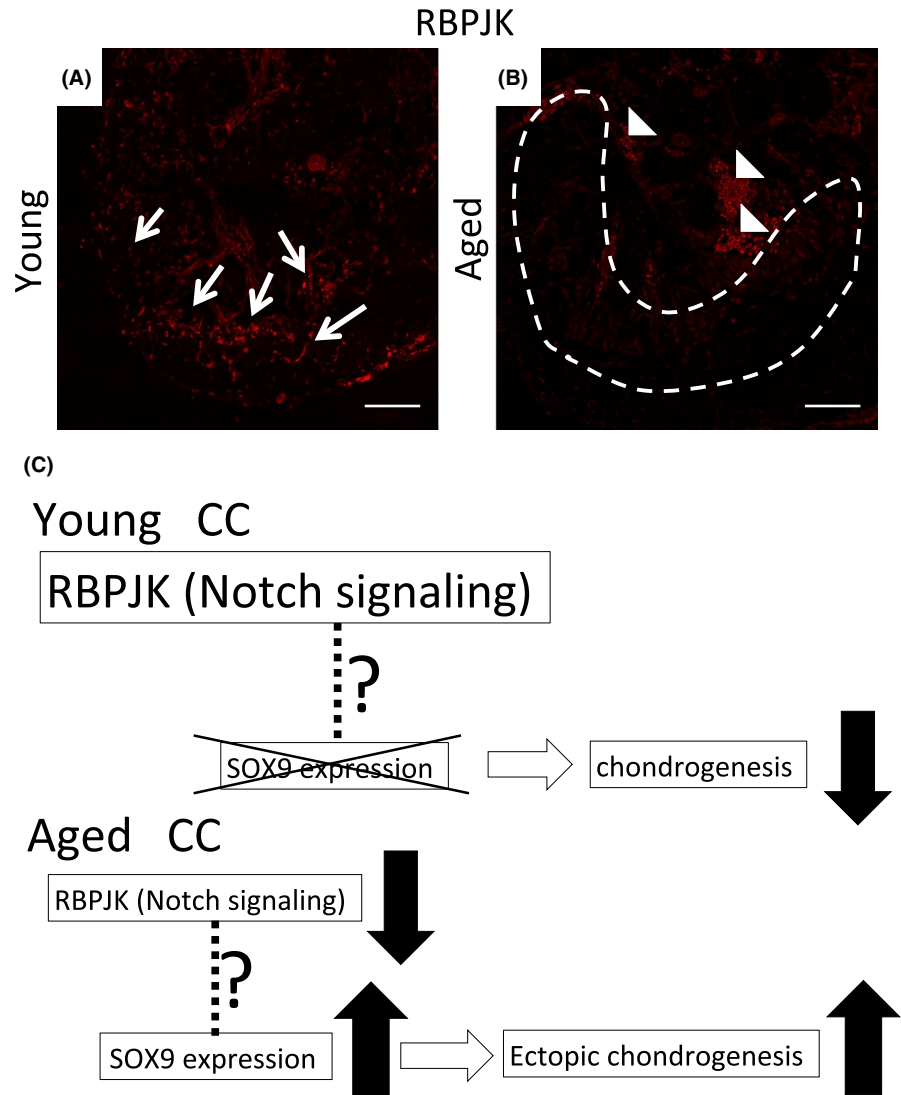 RBPJK
(A)
(B)
Young
Aged
(C)
Young CC
RBPJK (Notch signaling)
?
SOX9 expression
chondrogenesis
Aged CC
RBPJK (Notch signaling)
?
SOX9 expression
Ectopic chondrogenesis